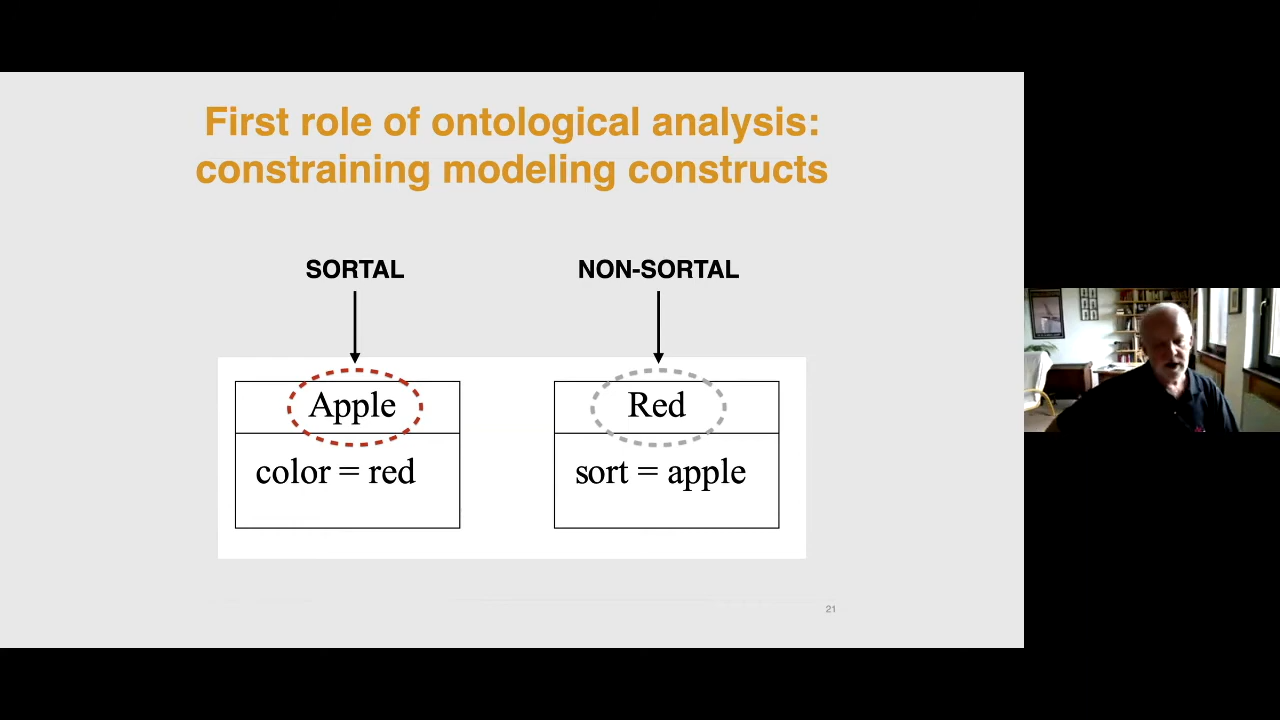 First role of ontological analysis:
constraining modeling constructs
SORTAL
NON-SORTAL
Apple
Red
color = red
sort = apple
21